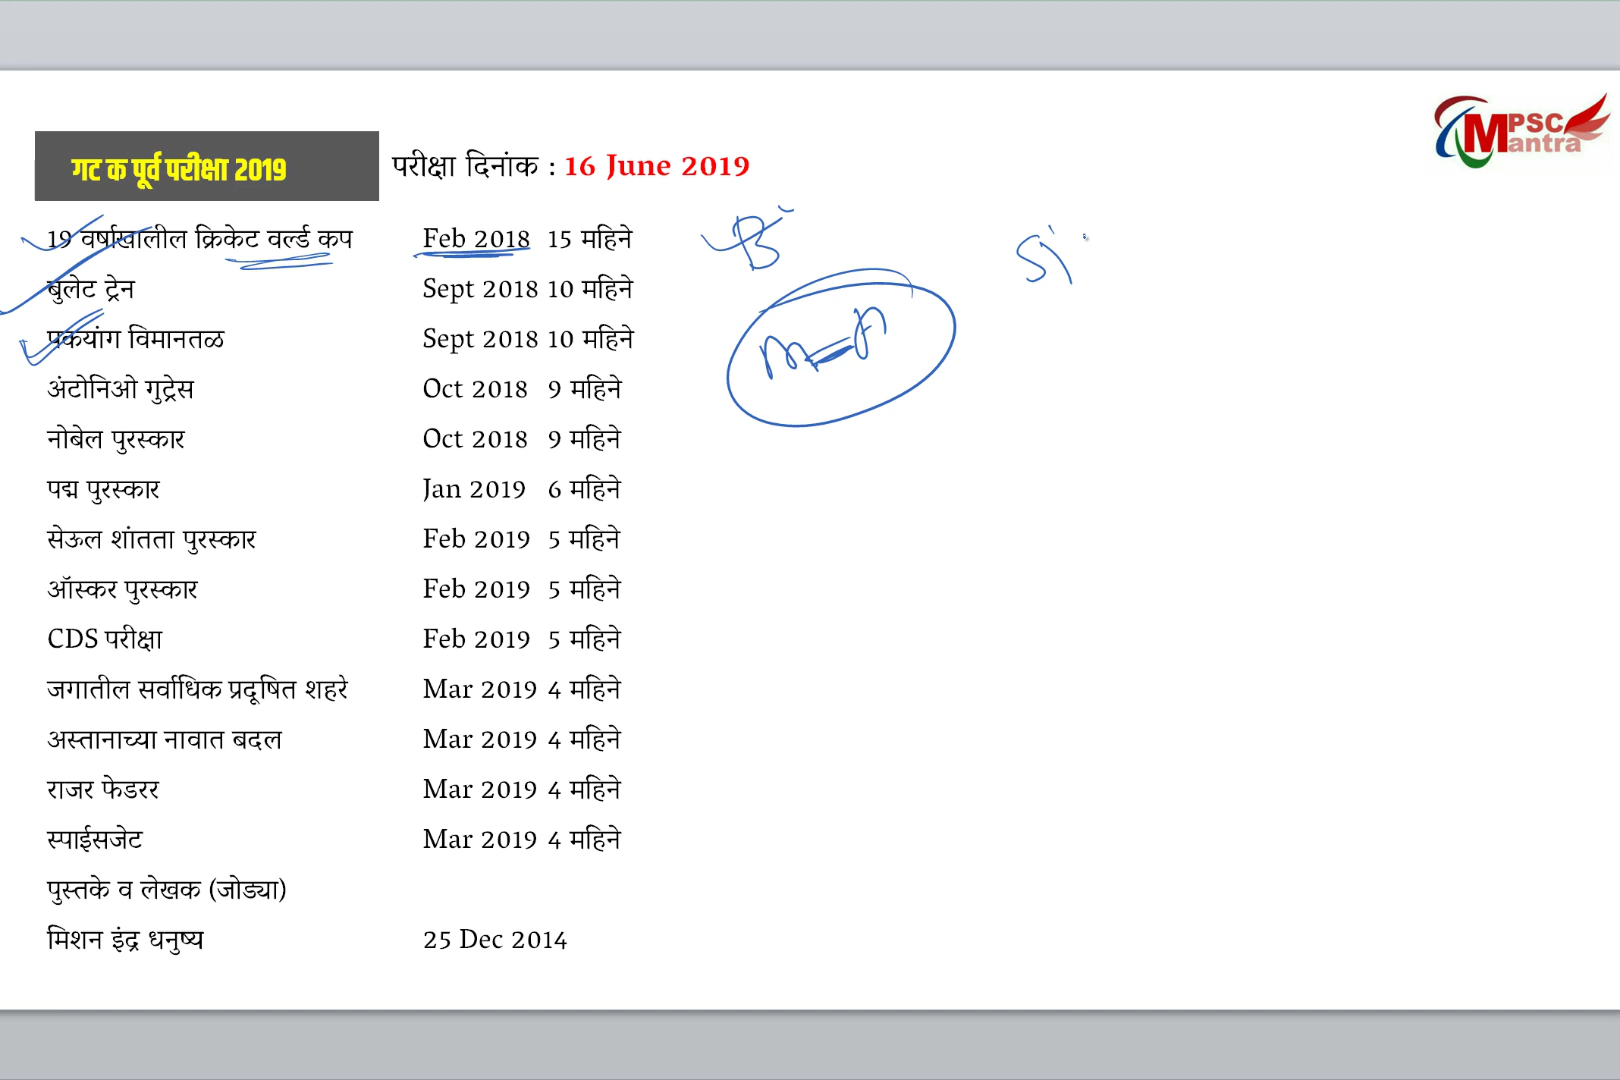 MPSC Mantra
गट क पूर्व परीक्षा 2019 परीक्षा दिनांक : 16 June 2019
19 वर्षाखालील क्रिकेट वर्ल्ड कप Feb 2018 15 महिने
बुलेट ट्रेन Sept 2018 10 महिने
पकयांग विमानतळ Sept 2018 10 महिने
अंटोनिओ गुट्रेस Oct 2018 9 महिने
नोबेल पुरस्कार Oct 2018 9 महिने
पद्म पुरस्कार Jan 2019 6 महिने
सेऊल शांतता पुरस्कार Feb 2019 5 महिने
ऑस्कर पुरस्कार Feb 2019 5 महिने
CDS परीक्षा Feb 2019 5 महिने
जगातील सर्वाधिक प्रदूषित शहरे Mar 2019 4 महिने
अस्तानाच्या नावात बदल Mar 2019 4 महिने
राजर फेडरर Mar 2019 4 महिने
स्पाईसजेट Mar 2019 4 महिने
पुस्तके व लेखक (जोड्या)
मिशन इंद्र धनुष्य 25 Dec 2014